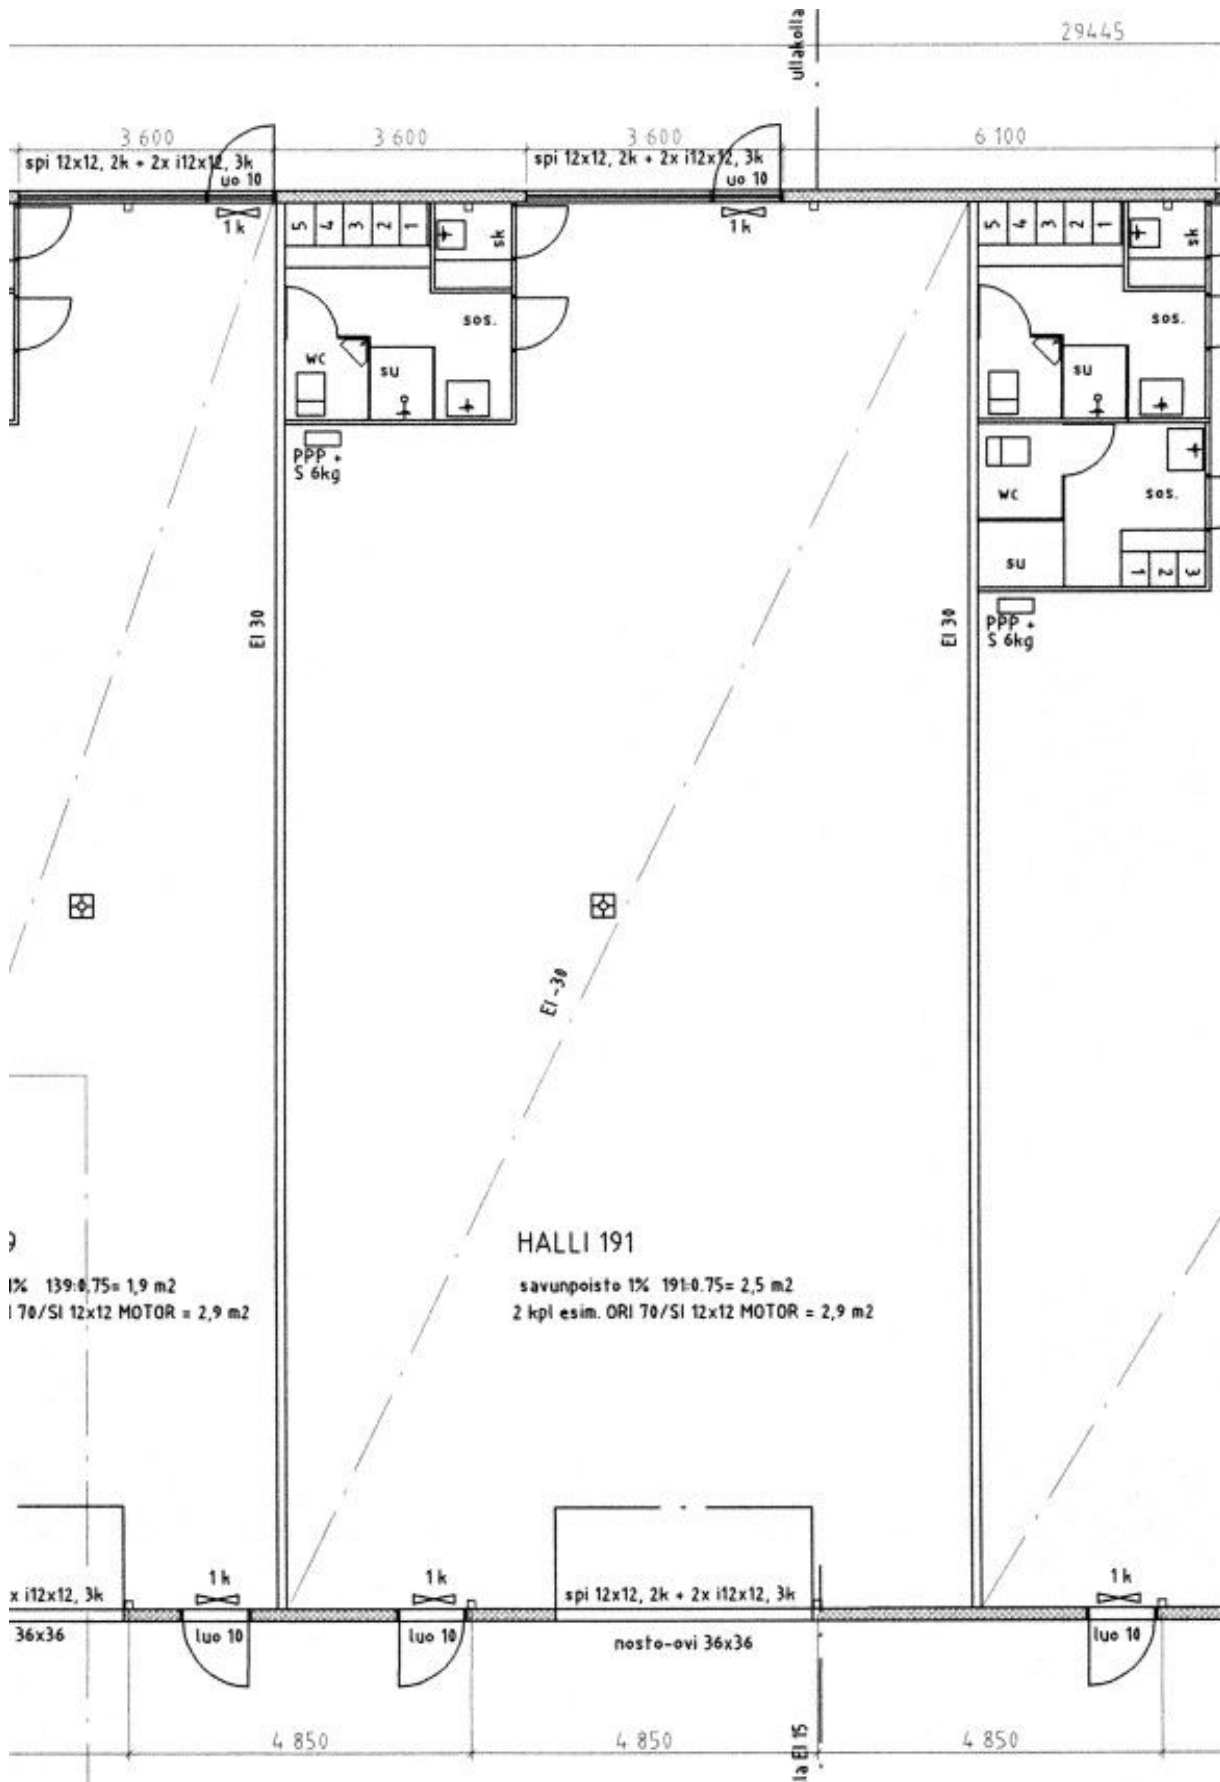 29445
ullakolla
3 600
3 600
3 600
6 100
spi 12x12, 2k + 2x i12x12, 3k
spi 12x12, 2k + 2x i12x12, 3k
uo 10
uo 10
1 k
1 k
5 4 3 2 1
sk
5 4 3 2 1
sk
sos.
sos.
wc
su
su
PPP +
S 6kg
wc
sos.
su
1 2 3
PPP +
S 6kg
EI 30
EI 30
EI -30
9
HALLI 191
1% 139:0.75= 1,9 m2
savunpoisto 1% 191:0.75= 2,5 m2
I 70/SI 12x12 MOTOR = 2,9 m2
2 kpl esim. ORI 70/SI 12x12 MOTOR = 2,9 m2
1 k
1 k
1 k
x i12x12, 3k
spi 12x12, 2k + 2x i12x12, 3k
36x36
luo 10
luo 10
nosto-ovi 36x36
luo 10
4 850
4 850
4 850
la EI 15